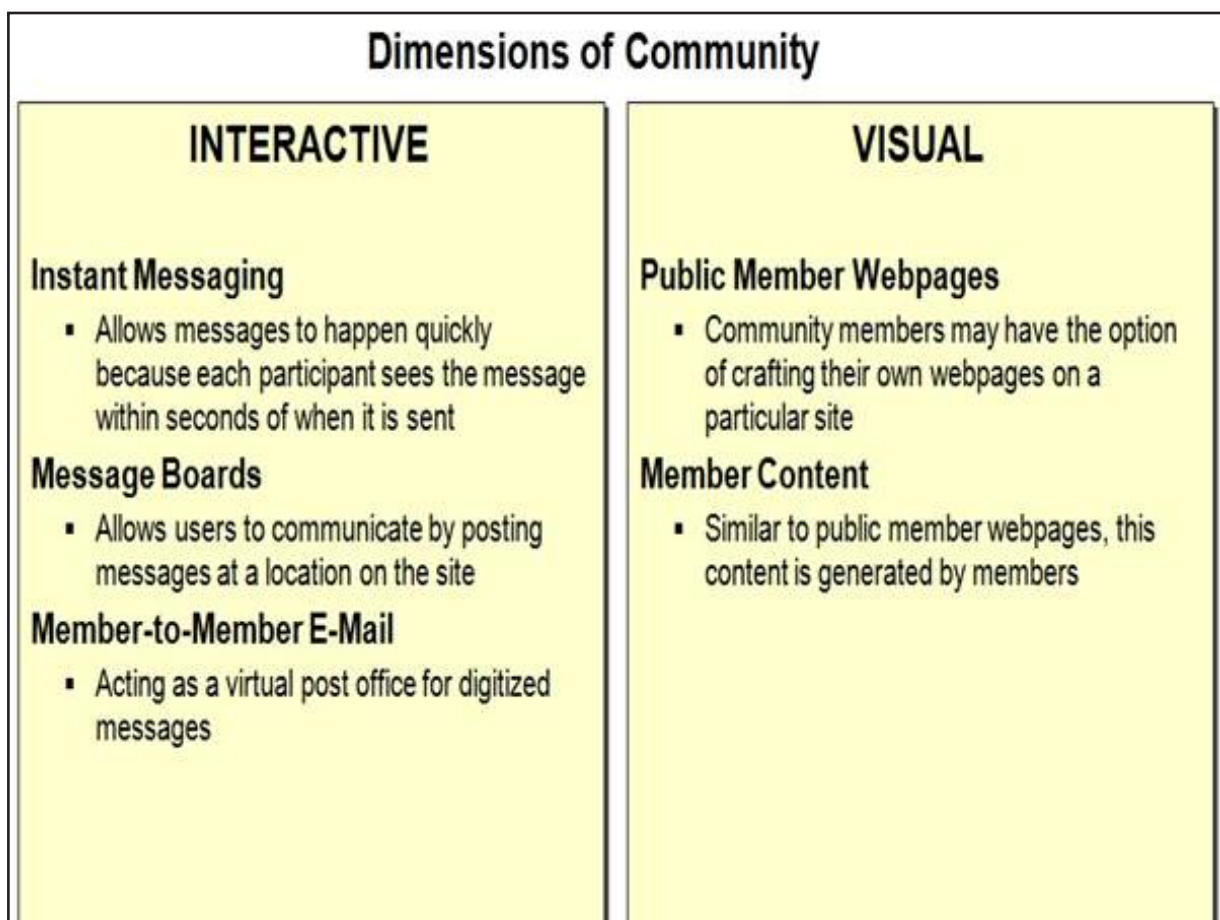 Dimensions of Community
INTERACTIVE
Instant Messaging
▪ Allows messages to happen quickly
because each participant sees the message
within seconds of when it is sent
Message Boards
▪ Allows users to communicate by posting
messages at a location on the site
Member-to-Member E-Mail
▪ Acting as a virtual post office for digitized
messages
VISUAL
Public Member Webpages
▪ Community members may have the option
of crafting their own webpages on a
particular site
Member Content
▪ Similar to public member webpages, this
content is generated by members